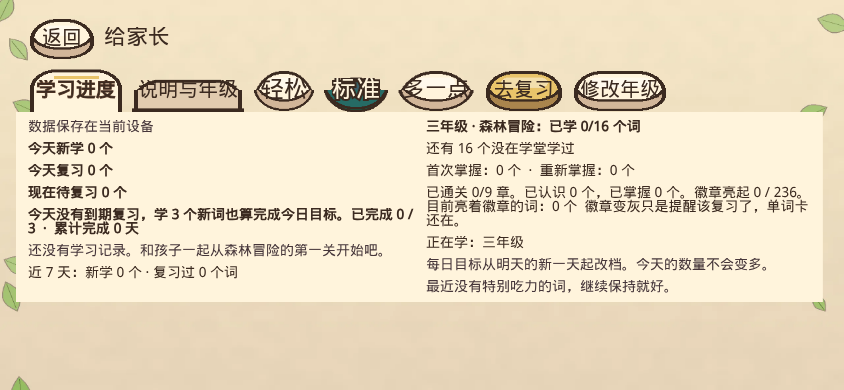 返回 给家长
学习进度 说明与年级 轻松 标准 多一点 去复习 修改年级
数据保存在当前设备
今天新学 0 个
今天复习 0 个
现在待复习 0 个
今天没有到期复习，学 3 个新词也算完成今日目标。已完成 0 /
3 · 累计完成 0 天
还没有学习记录。和孩子一起从森林冒险的第一关开始吧。
近 7 天：新学 0 个 · 复习过 0 个词
三年级 · 森林冒险：已学 0/16 个词
还有 16 个没在学堂学过
首次掌握：0 个 · 重新掌握：0 个
已通关 0/9 章。已认识 0 个，已掌握 0 个。徽章亮起 0 / 236。
目前亮着徽章的词：0 个 徽章变灰只是提醒该复习了，单词卡
还在。
正在学：三年级
每日目标从明天的新一天起改档。今天的数量不会变多。
最近没有特别吃力的词，继续保持就好。